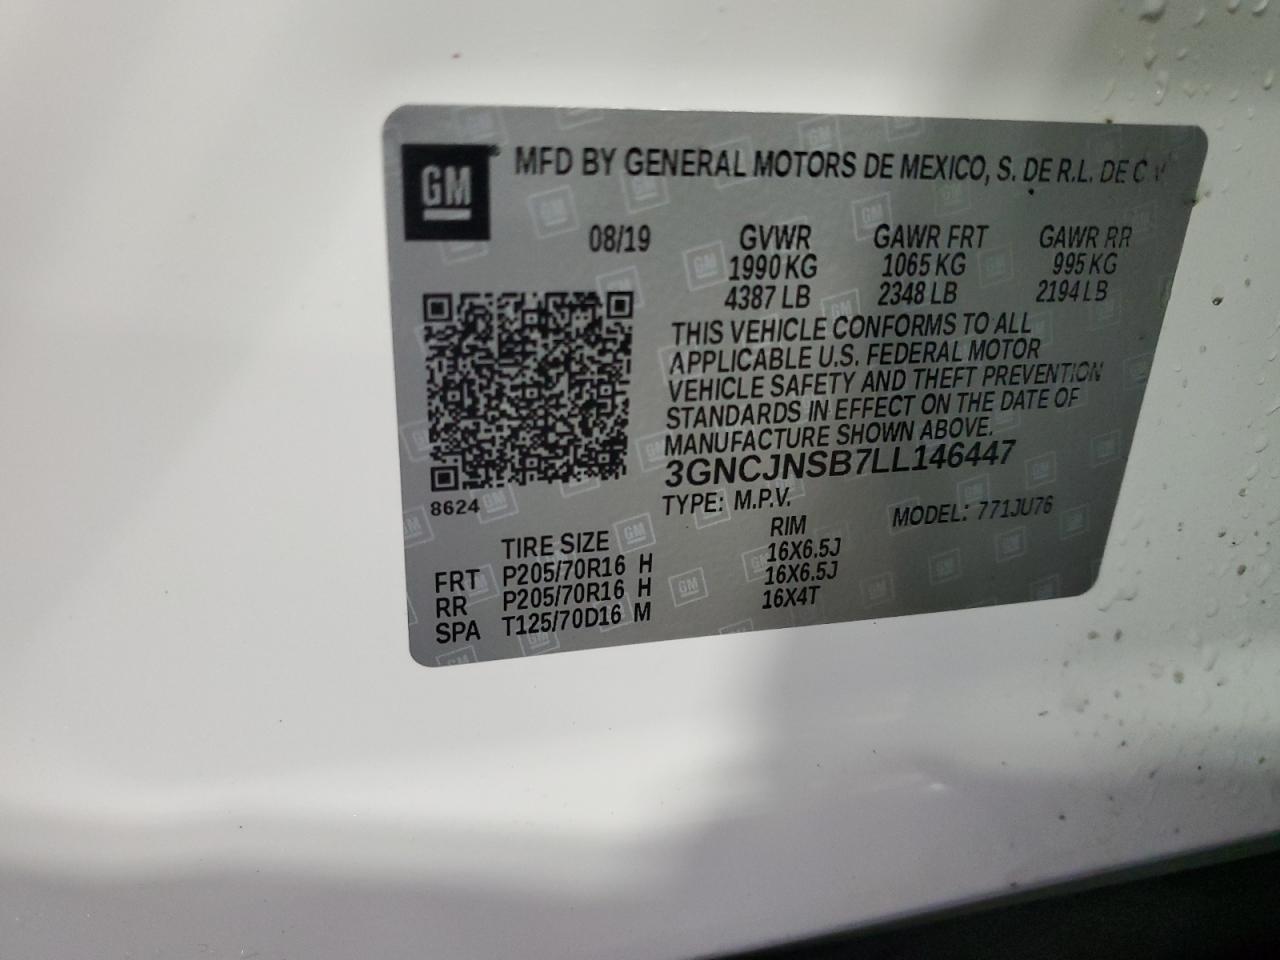 GM
MFD BY GENERAL MOTORS DE MEXICO, S. DE R.L. DE C V
08/19 GVWR GAWR FRT GAWR RR
1990 KG 1065 KG 995 KG
4387 LB 2348 LB 2194 LB
THIS VEHICLE CONFORMS TO ALL
APPLICABLE U.S. FEDERAL MOTOR
VEHICLE SAFETY AND THEFT PREVENTION
STANDARDS IN EFFECT ON THE DATE OF
MANUFACTURE SHOWN ABOVE.
3GNCJNSB7LL146447
8624
TYPE: M.P.V. MODEL: 771JU76
TIRE SIZE RIM
FRT P205/70R16 H 16X6.5J
RR P205/70R16 H 16X6.5J
SPA T125/70D16 M 16X4T